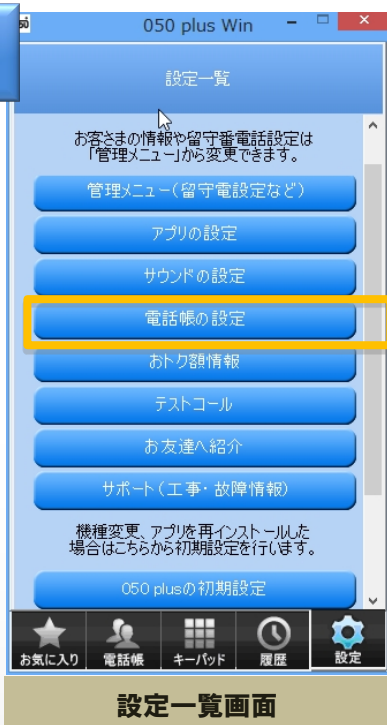 050 plus Win
設定一覧
お客さまの情報や留守番電話設定は
「管理メニュー」から変更できます。
管理メニュー（留守電設定など）
アプリの設定
サウンドの設定
電話帳の設定
おトク額情報
テストコール
お友達へ紹介
サポート（工事・故障情報）
機種変更、アプリを再インストールした
場合はこちらから初期設定を行います。
050 plusの初期設定
お気に入り 電話帳 キーパッド 履歴 設定
設定一覧画面